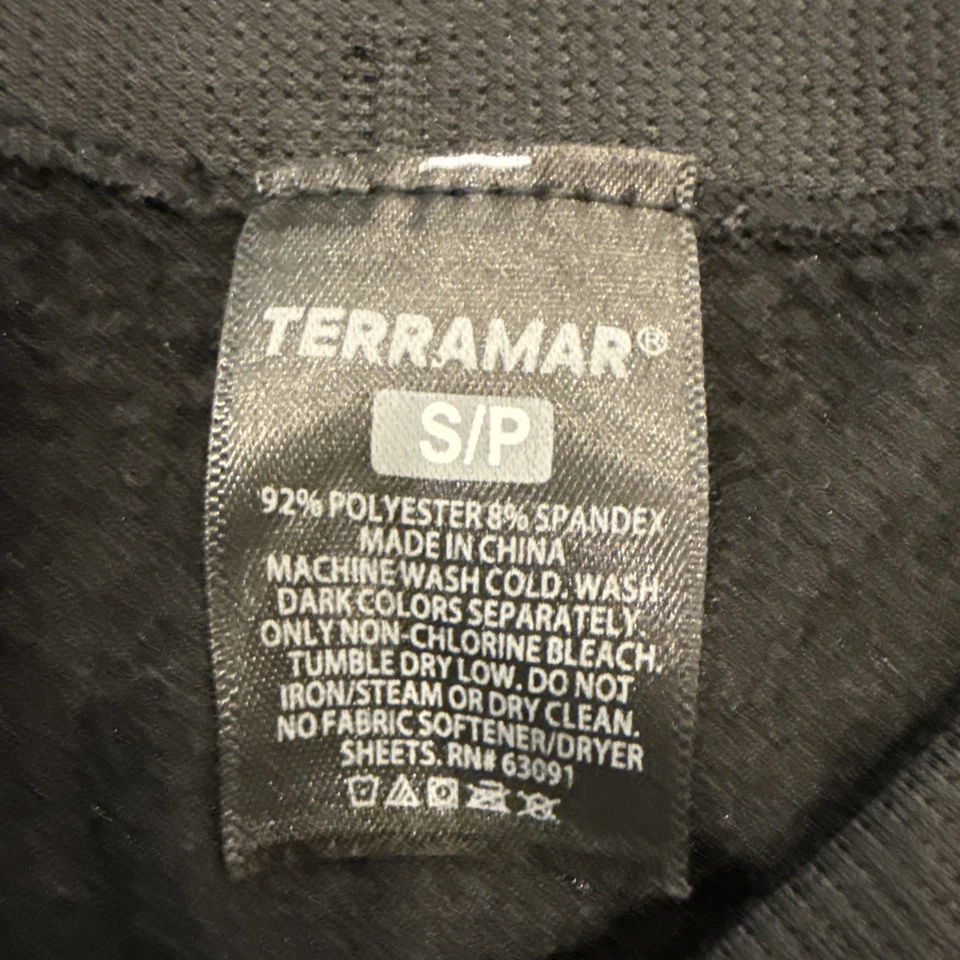 TERRAMAR®
S/P
92% POLYESTER 8% SPANDEX
MADE IN CHINA
MACHINE WASH COLD. WASH
DARK COLORS SEPARATELY.
ONLY NON-CHLORINE BLEACH.
TUMBLE DRY LOW. DO NOT
IRON/STEAM OR DRY CLEAN.
NO FABRIC SOFTENER/DRYER
SHEETS. RN# 63091